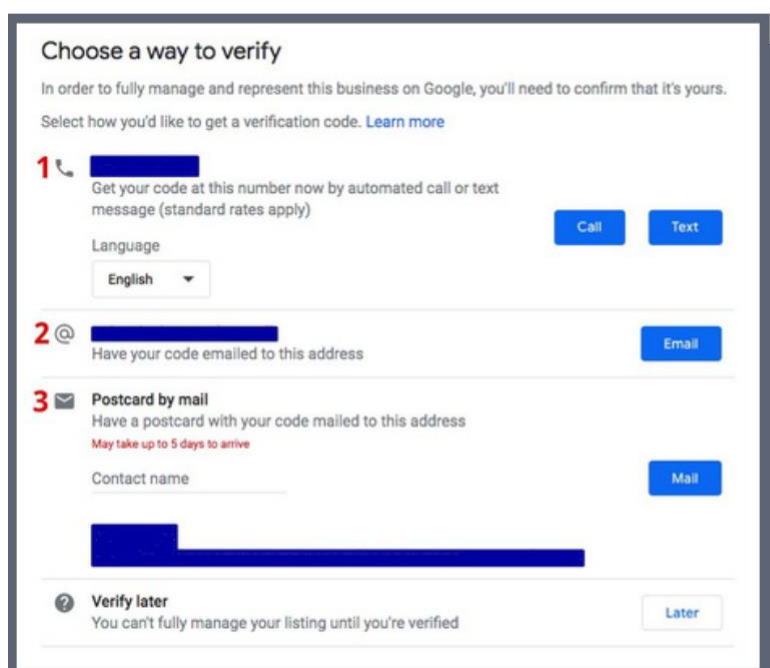 Choose a way to verify
In order to fully manage and represent this business on Google, you'll need to confirm that it's yours.
Select how you'd like to get a verification code. Learn more
1
Get your code at this number now by automated call or text
message (standard rates apply)
Call Text
Language
English
2
Have your code emailed to this address
Email
3 Postcard by mail
Have a postcard with your code mailed to this address
May take up to 5 days to arrive
Contact name
Mail
Verify later
You can't fully manage your listing until you're verified
Later